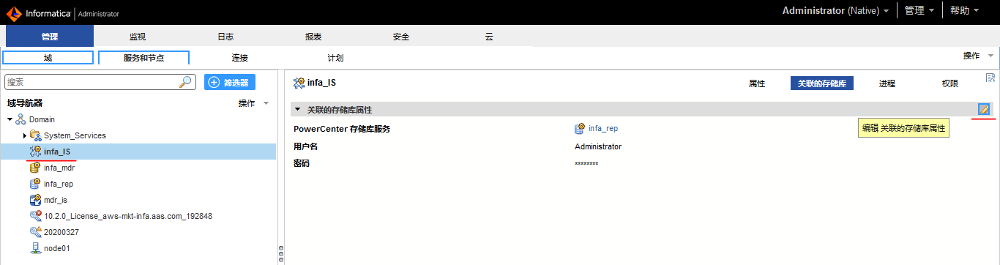 Informatica | Administrator
Administrator (Native) 管理 帮助
管理 监视 日志 报表 安全 云
域 服务和节点 连接 计划 操作
搜索 筛选器
域导航器 操作
Domain
System_Services
infa_IS
infa_mdr
infa_rep
mdr_is
10.2.0_License_aws-mkt-infa.aas.com_192848
20200327
node01
infa_IS 属性 关联的存储库 进程 权限
关联的存储库属性
编辑 关联的存储库属性
PowerCenter 存储库服务 infa_rep
用户名 Administrator
密码 ********